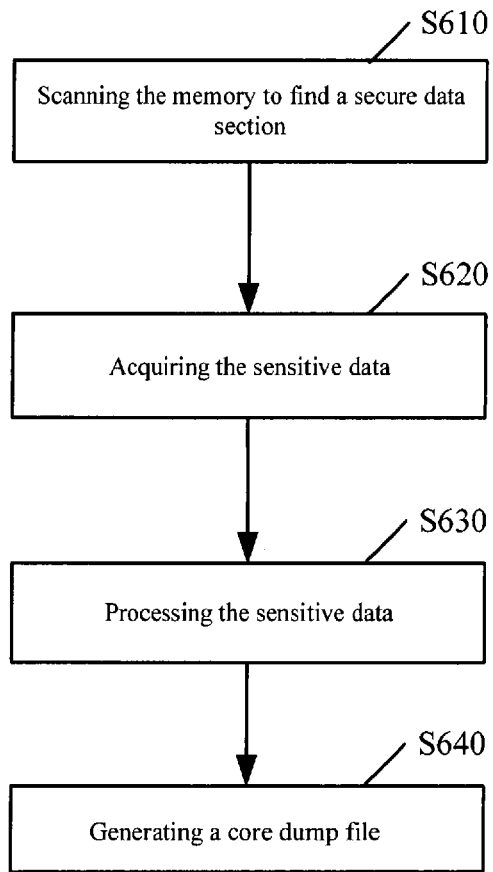 S610
Scanning the memory to find a secure data
section
S620
Acquiring the sensitive data
S630
Processing the sensitive data
S640
Generating a core dump file